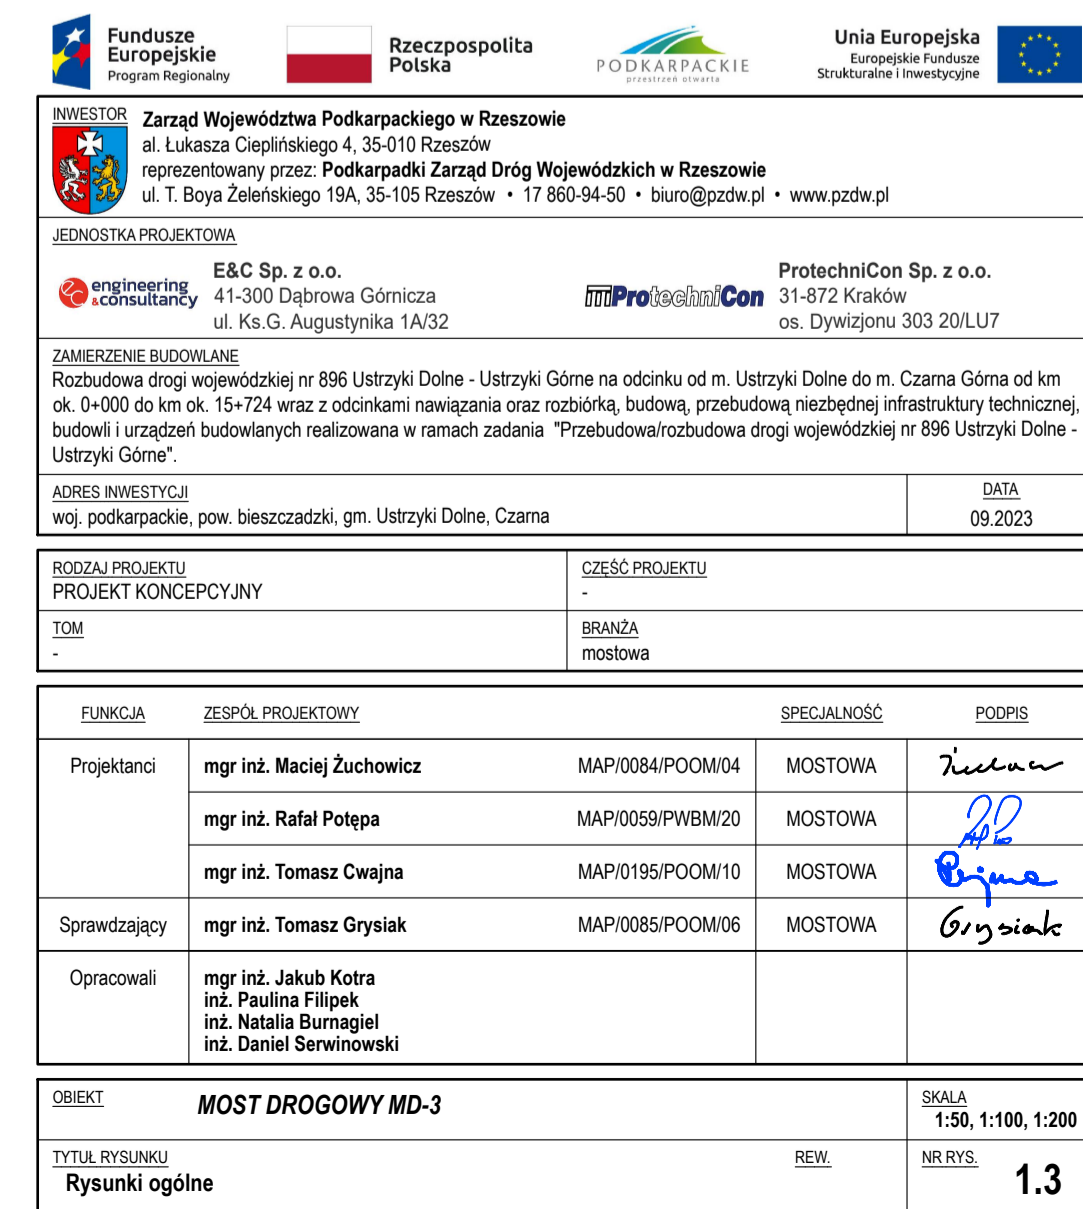 Fundusze
Europejskie
Program Regionalny
Rzeczpospolita
Polska
PODKARPACKIE
przestrzeń otwarta
Unia Europejska
Europejskie Fundusze
Strukturalne i Inwestycyjne
INWESTOR
Zarząd Województwa Podkarpackiego w Rzeszowie
al. Łukasza Cieplińskiego 4, 35-010 Rzeszów
reprezentowany przez: Podkarpadki Zarząd Dróg Wojewódzkich w Rzeszowie
ul. T. Boya Żeleńskiego 19A, 35-105 Rzeszów • 17 860-94-50 • biuro@pzdw.pl • www.pzdw.pl
JEDNOSTKA PROJEKTOWA
engineering
&consultancy
E&C Sp. z o.o.
41-300 Dąbrowa Górnicza
ul. Ks.G. Augustynika 1A/32
ProtechniCon
ProtechniCon Sp. z o.o.
31-872 Kraków
os. Dywizjonu 303 20/LU7
ZAMIERZENIE BUDOWLANE
Rozbudowa drogi wojewódzkiej nr 896 Ustrzyki Dolne - Ustrzyki Górne na odcinku od m. Ustrzyki Dolne do m. Czarna Górna od km
ok. 0+000 do km ok. 15+724 wraz z odcinkami nawiązania oraz rozbiórką, budową, przebudową niezbędnej infrastruktury technicznej,
budowli i urządzeń budowlanych realizowana w ramach zadania "Przebudowa/rozbudowa drogi wojewódzkiej nr 896 Ustrzyki Dolne -
Ustrzyki Górne".
ADRES INWESTYCJI
woj. podkarpackie, pow. bieszczadzki, gm. Ustrzyki Dolne, Czarna
DATA
09.2023
RODZAJ PROJEKTU
PROJEKT KONCEPCYJNY
CZĘŚĆ PROJEKTU
-
TOM
-
BRANŻA
mostowa
FUNKCJA ZESPÓŁ PROJEKTOWY SPECJALNOŚĆ PODPIS
Projektanci mgr inż. Maciej Żuchowicz MAP/0084/POOM/04 MOSTOWA
mgr inż. Rafał Potępa MAP/0059/PWBM/20 MOSTOWA
mgr inż. Tomasz Cwajna MAP/0195/POOM/10 MOSTOWA
Sprawdzający mgr inż. Tomasz Grysiak MAP/0085/POOM/06 MOSTOWA Grysiak
Opracowali mgr inż. Jakub Kotra
inż. Paulina Filipek
inż. Natalia Burnagiel
inż. Daniel Serwinowski
OBIEKT
MOST DROGOWY MD-3
SKALA
1:50, 1:100, 1:200
TYTUŁ RYSUNKU
Rysunki ogólne
REW.
NR RYS.
1.3